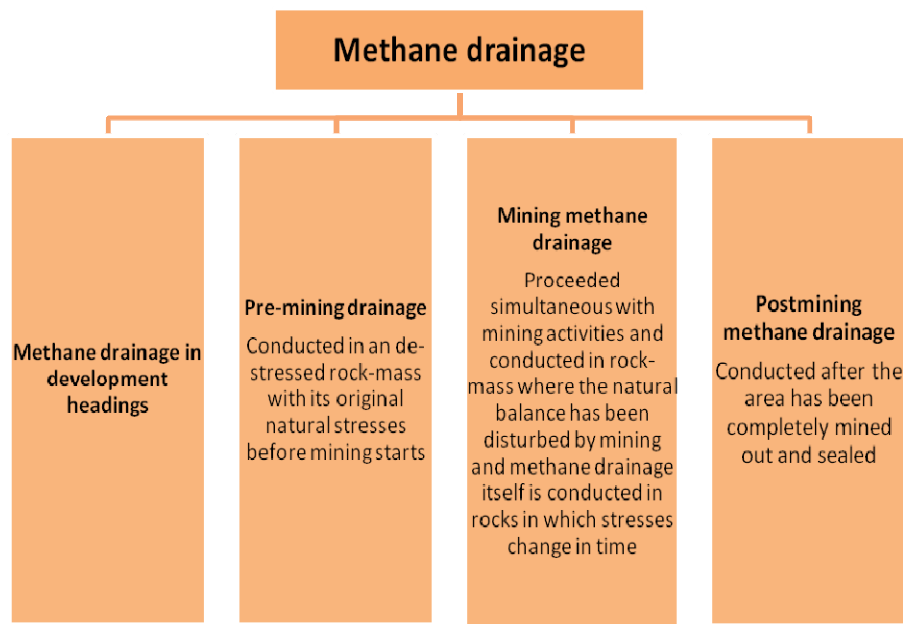 Methane drainage
Methane drainage in
development
headings
Pre-mining drainage
Conducted in an de-
stressed rock-mass
with its original
natural stresses
before mining starts
Mining methane
drainage
Proceeded
simultaneous with
mining activities and
conducted in rock-
mass where the natural
balance has been
disturbed by mining
and methane drainage
itself is conducted in
rocks in which stresses
change in time
Postmining
methane drainage
Conducted after the
area has been
completely mined
out and sealed